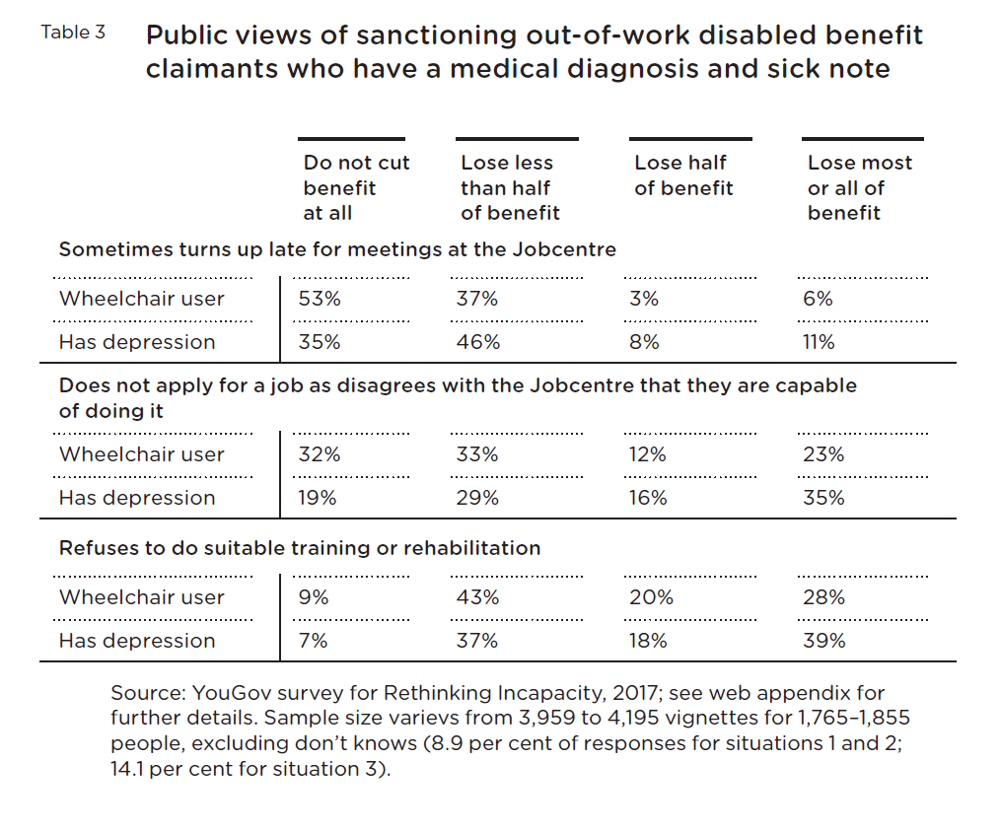 Table 3
Public views of sanctioning out-of-work disabled benefit
claimants who have a medical diagnosis and sick note
Do not cut benefit at all
Lose less than half of benefit
Lose half of benefit
Lose most or all of benefit
Sometimes turns up late for meetings at the Jobcentre
Wheelchair user 53% 37% 3% 6%
Has depression 35% 46% 8% 11%
Does not apply for a job as disagrees with the Jobcentre that they are capable
of doing it
Wheelchair user 32% 33% 12% 23%
Has depression 19% 29% 16% 35%
Refuses to do suitable training or rehabilitation
Wheelchair user 9% 43% 20% 28%
Has depression 7% 37% 18% 39%
Source: YouGov survey for Rethinking Incapacity, 2017; see web appendix for
further details. Sample size varievs from 3,959 to 4,195 vignettes for 1,765–1,855
people, excluding don’t knows (8.9 per cent of responses for situations 1 and 2;
14.1 per cent for situation 3).